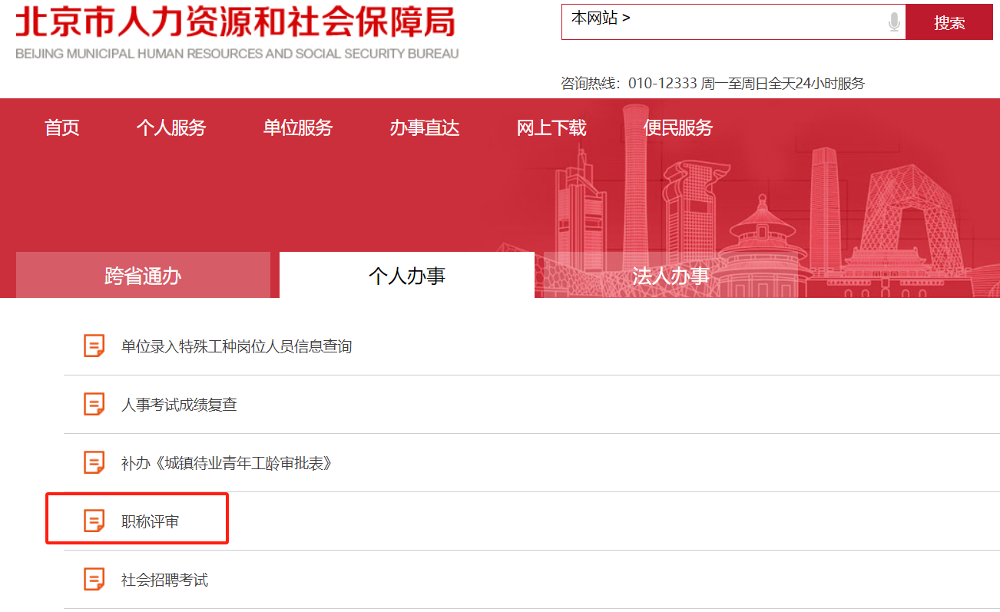 北京市人力资源和社会保障局
BEIJING MUNICIPAL HUMAN RESOURCES AND SOCIAL SECURITY BUREAU
本网站 >
搜索
咨询热线：010-12333 周一至周日全天24小时服务
首页 个人服务 单位服务 办事直达 网上下载 便民服务
跨省通办 个人办事 法人办事
单位录入特殊工种岗位人员信息查询
人事考试成绩复查
补办《城镇待业青年工龄审批表》
职称评审
社会招聘考试